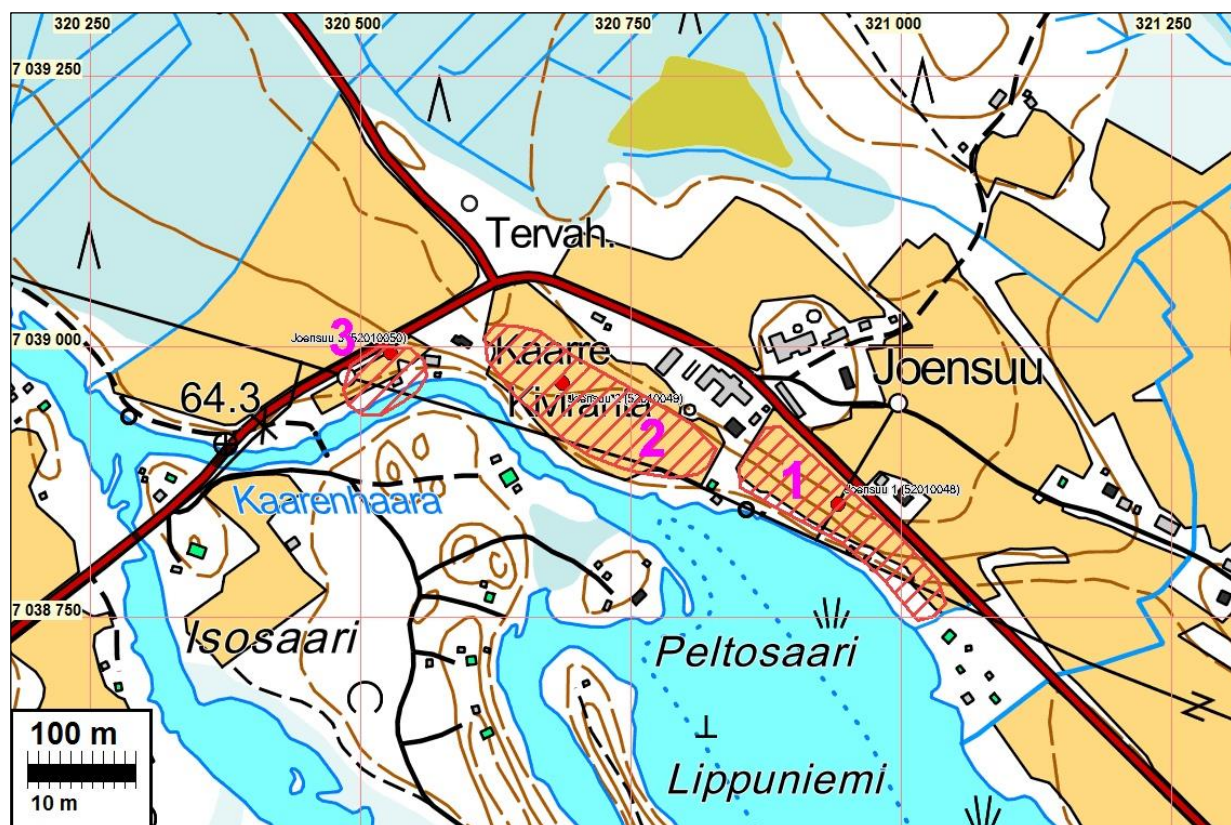 320 250
320 500
320 750
321 000
321 250
7 039 250
Tervah.
3
Joensuu 3 (52010050)
7 039 000
Kaarre
Joensuu
64.3
Kiviranta
(52010049)
2
1
Joensuu 1 (52010048)
Kaarenhaara
7 038 750
Isosaari
Peltosaari
100 m
10 m
Lippuniemi